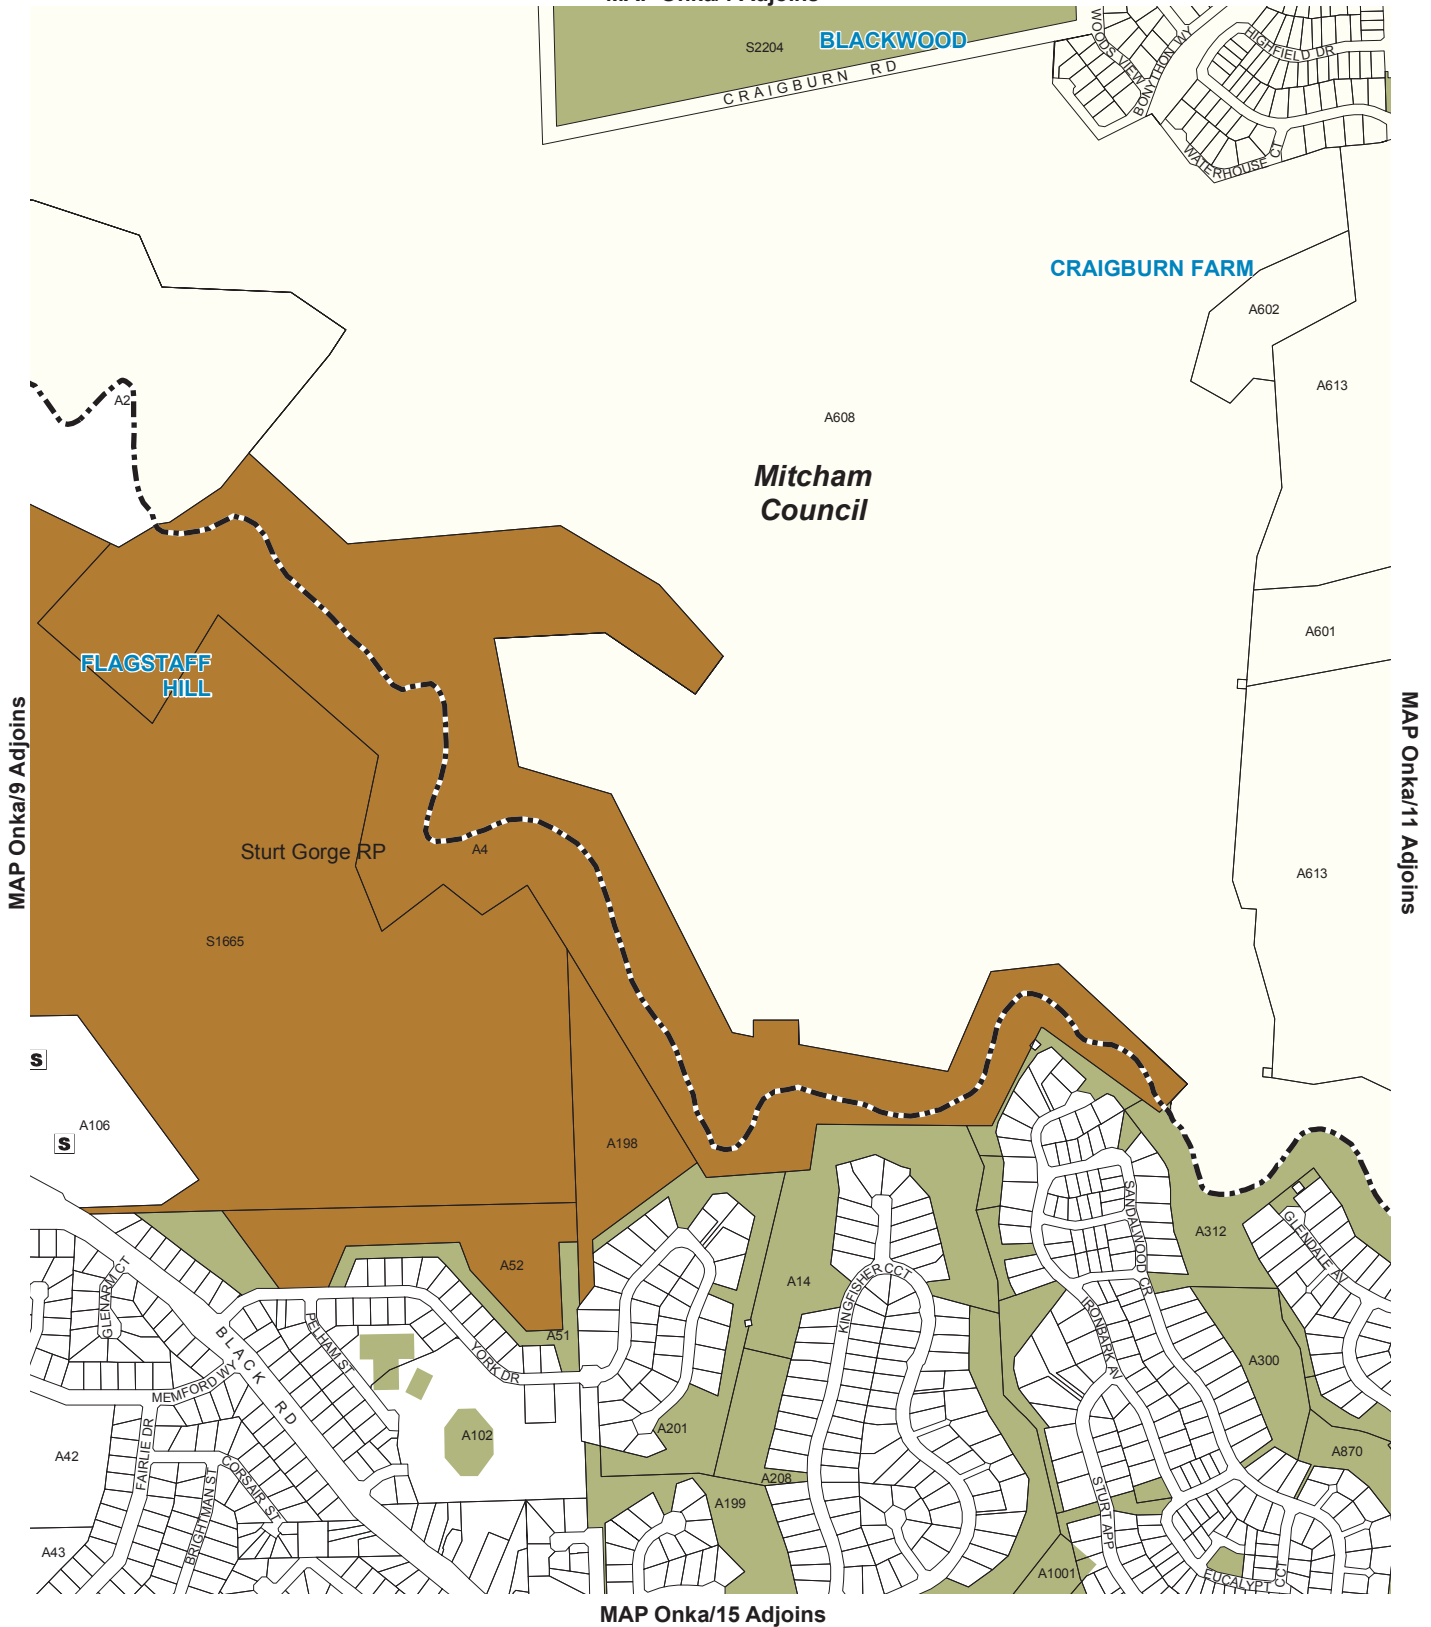 S2204
BLACKWOOD
CRAIGBURN RD
WOODS VIEW
BONYTHON WY
HIGHFIELD DR
WATERHOUSE CT
CRAIGBURN FARM
A602
A613
A2
A608
Mitcham
Council
A601
FLAGSTAFF
HILL
MAP Onka/9 Adjoins
MAP Onka/11 Adjoins
Sturt Gorge RP
A4
A613
S1665
S
A106
S
A198
SANDALWOOD CR
A312
GLENDALE AV
A52
A14
KINGFISHER CCT
GLENARM CT
BLACK RD
PELHAM ST
A51
YORK DR
IRONBARK AV
A300
MEMFORD WY
A201
A102
A42
FAIRLIE DR
CORSAIR ST
BRIGHTMAN ST
A870
A208
A199
STURT APP
A43
A1001
EUCALYPT CCT
MAP Onka/15 Adjoins